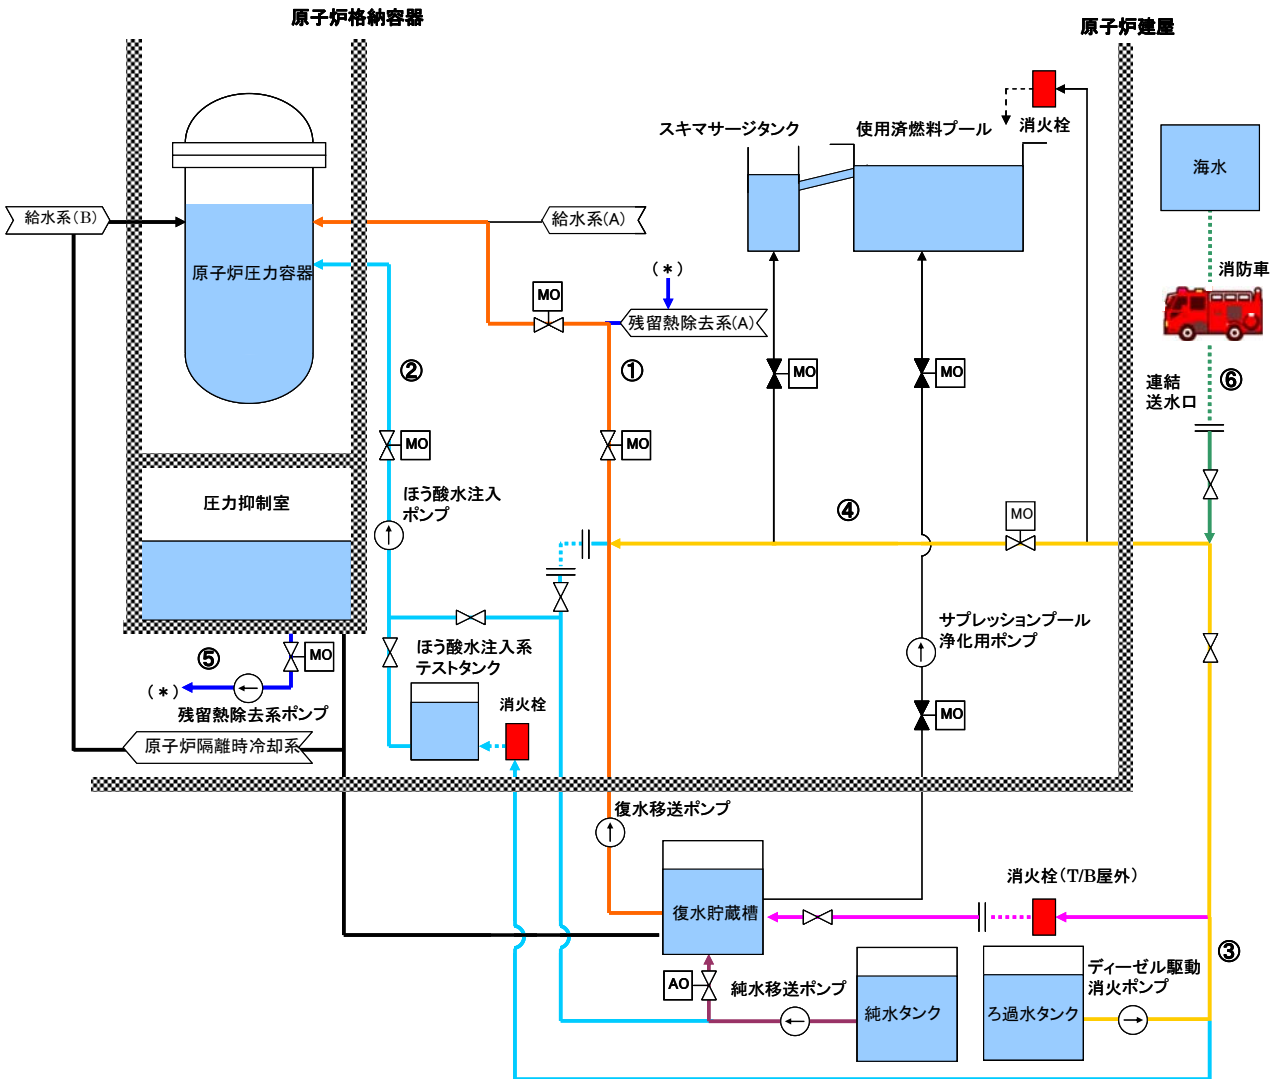 原子炉格納容器
原子炉建屋
消火栓
スキマサージタンク
使用済燃料プール
海水
給水系(B)
給水系(A)
原子炉圧力容器
(*)
MO
残留熱除去系(A)
消防車
②
①
MO
MO
連結
送水口
⑥
MO
MO
圧力抑制室
ほう酸水注入
ポンプ
④
MO
⑤
MO
(*)
残留熱除去系ポンプ
ほう酸水注入系
テストタンク
サプレッションプール
浄化用ポンプ
消火栓
MO
原子炉隔離時冷却系
復水移送ポンプ
復水貯蔵槽
消火栓(T/B屋外)
③
AO
純水移送ポンプ
純水タンク
ろ過水タンク
ディーゼル駆動
消火ポンプ